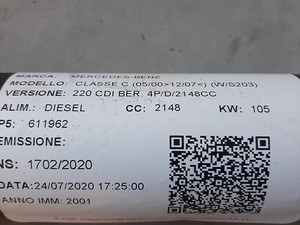 MARCA: MERCEDES-BENZ
MODELLO: CLASSE C (05/00>12/07<) (W/S203)
VERSIONE: 220 CDI BER. 4P/D/2148CC
ALIM.: DIESEL CC: 2148 KW: 105
P5: 611962
EMISSIONE:
NS: 1702/2020
DATA:24/07/2020 17:25:00
ANNO IMM: 2001